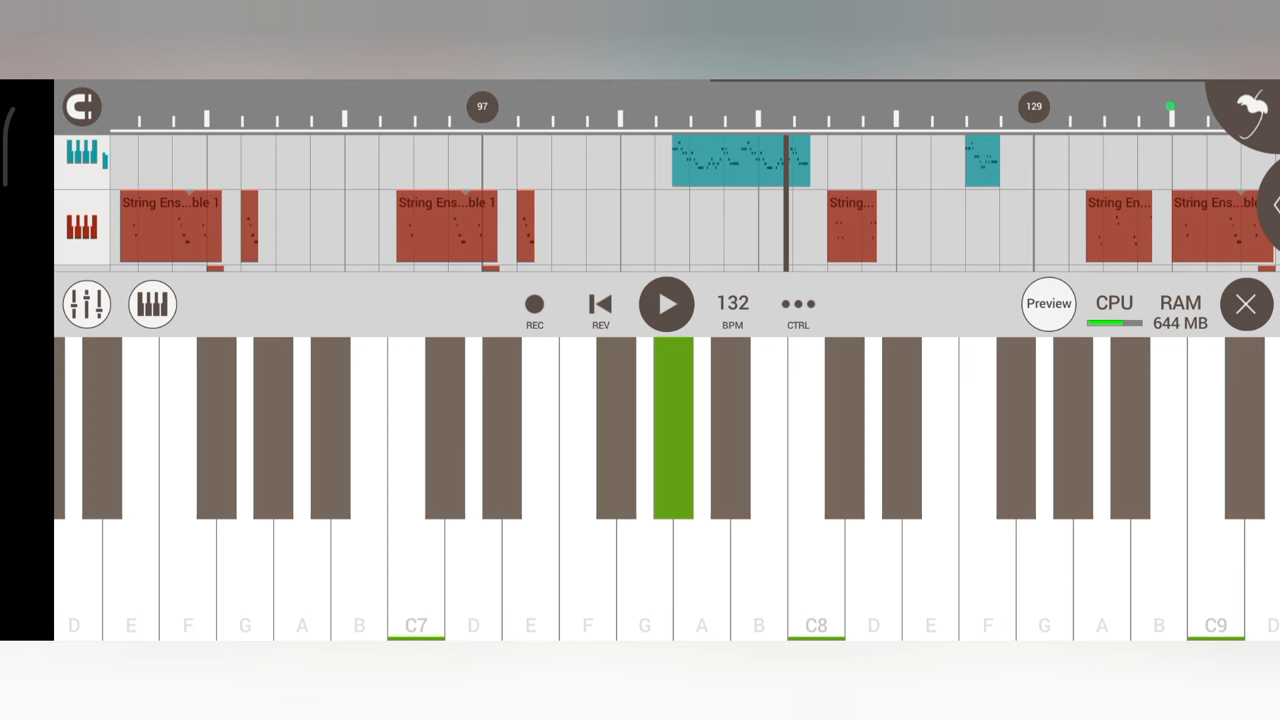 97
129
String Ens...ble 1
String Ens...ble 1
String...
String En...
String Ens...ble
REC
REV
132
BPM
CTRL
Preview
CPU
RAM
644 MB
D E F G A B C7 D E F G A B C8 D E F G A B C9 D